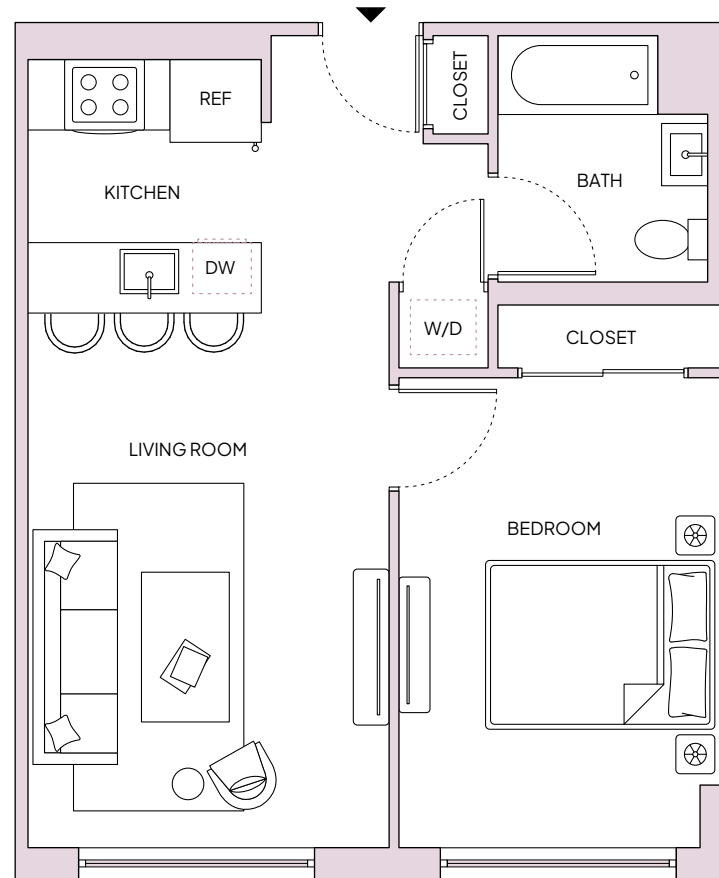 REF
CLOSET
KITCHEN
BATH
DW
W/D
CLOSET
LIVING ROOM
BEDROOM